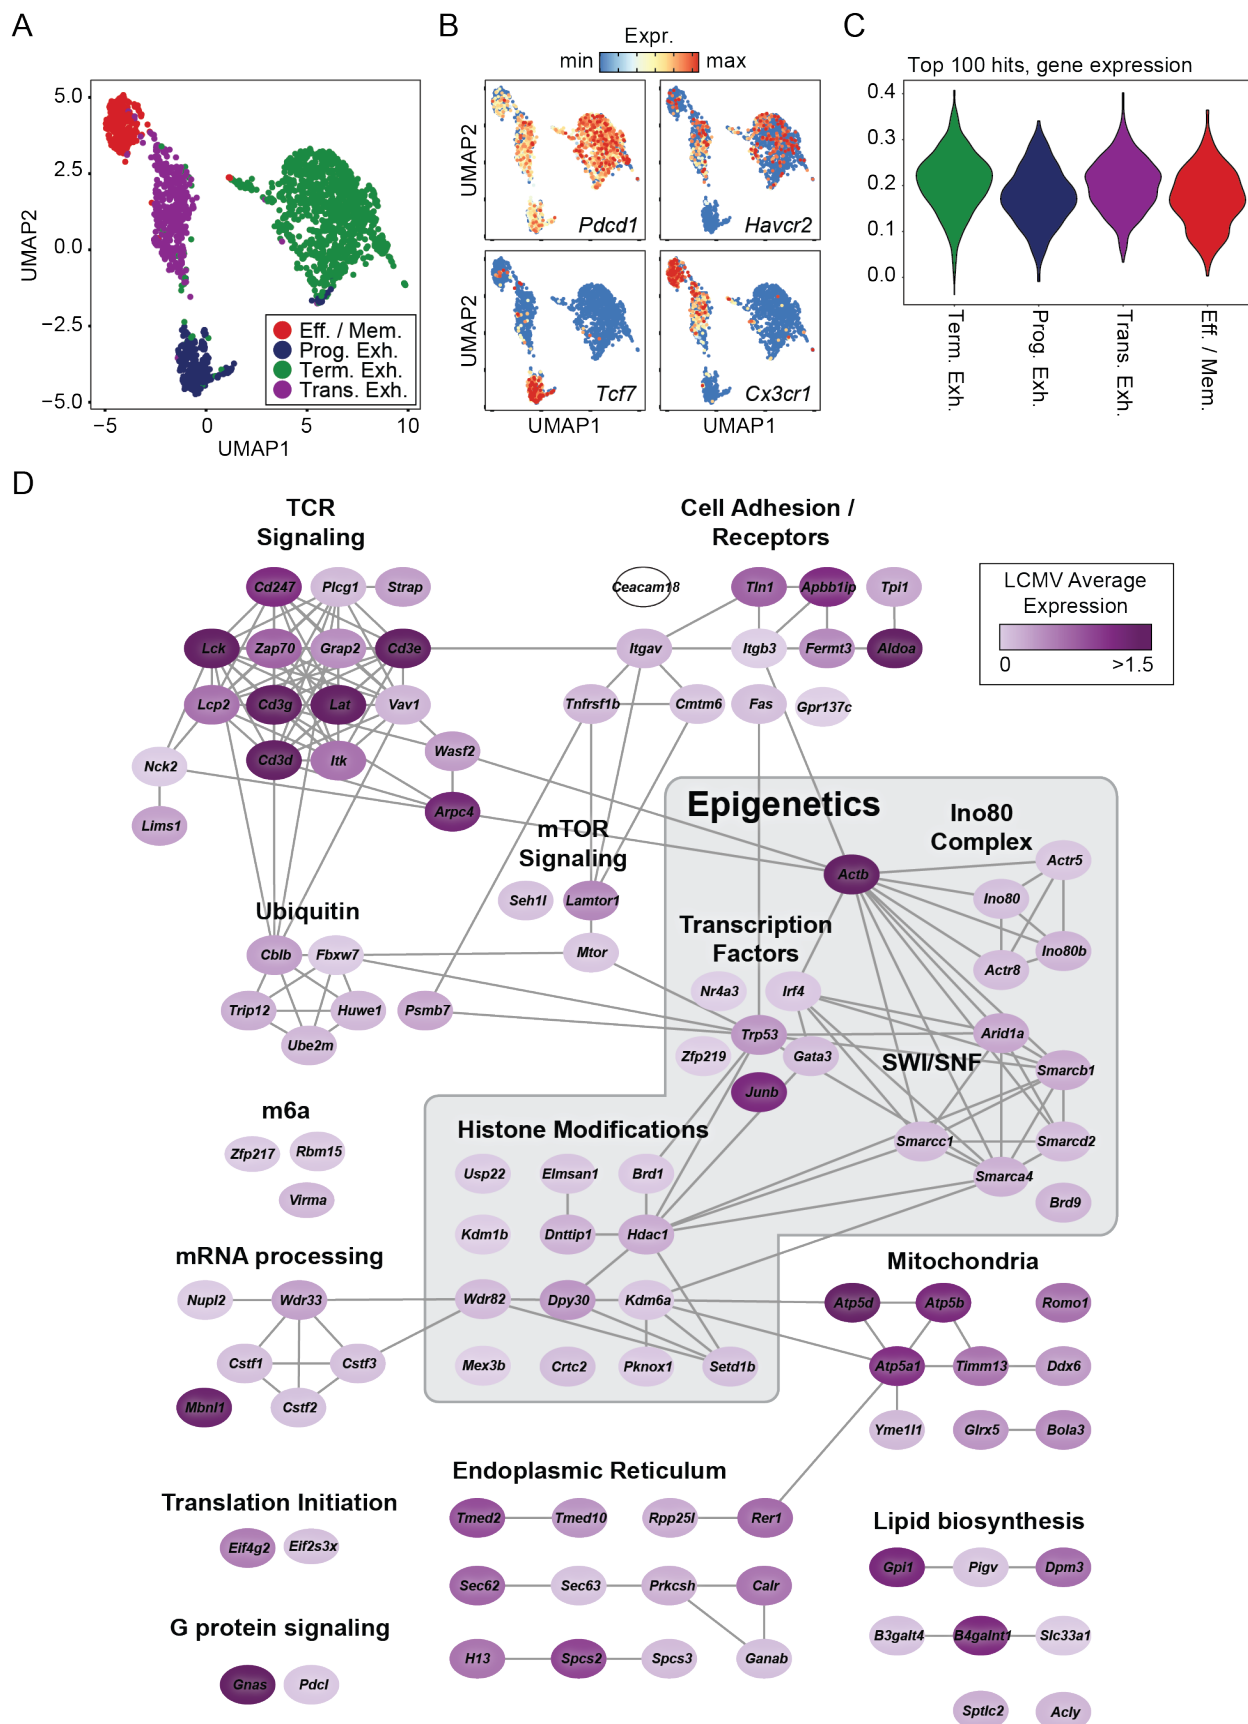 A
5.0
2.5
0.0
−2.5
−5.0
−5
0
5
10
UMAP2
UMAP1
Eff. / Mem.
Prog. Exh.
Term. Exh.
Trans. Exh.
B
Expr.
min
max
UMAP2
Pdcd1
Havcr2
UMAP2
Tcf7
Cx3cr1
UMAP1
UMAP1
C
Top 100 hits, gene expression
0.4
0.3
0.2
0.1
0.0
Term. Exh.
Prog. Exh.
Trans. Exh.
Eff. / Mem.
D
TCR
Signaling
Cd247
Plcg1
Strap
Lck
Zap70
Grap2
Cd3e
Lcp2
Cd3g
Lat
Vav1
Nck2
Cd3d
Itk
Wasf2
Lims1
Arpc4
Cell Adhesion /
Receptors
Ceacam18
Tln1
Apbb1ip
Tpi1
Itgav
Itgb3
Fermt3
Aldoa
Tnfrsf1b
Cmtm6
Fas
Gpr137c
LCMV Average
Expression
0
>1.5
mTOR
Signaling
Seh1l
Lamtor1
Mtor
Ubiquitin
Cblb
Fbxw7
Trip12
Huwe1
Psmb7
Ube2m
Epigenetics
Ino80
Complex
Actb
Actr5
Ino80
Ino80b
Actr8
Transcription
Factors
Nr4a3
Irf4
Trp53
Zfp219
Gata3
Junb
SWI/SNF
Arid1a
Smarcb1
Smarcc1
Smarcd2
Smarca4
Brd9
m6a
Zfp217
Rbm15
Virma
Histone Modifications
Usp22
Elmsan1
Brd1
Kdm1b
Dnttip1
Hdac1
Wdr82
Dpy30
Kdm6a
Mex3b
Crtc2
Pknox1
Setd1b
mRNA processing
Nupl2
Wdr33
Cstf1
Cstf3
Mbnl1
Cstf2
Mitochondria
Atp5d
Atp5b
Romo1
Atp5a1
Timm13
Ddx6
Yme1l1
Glrx5
Bola3
Translation Initiation
Eif4g2
Eif2s3x
G protein signaling
Gnas
Pdcl
Endoplasmic Reticulum
Tmed2
Tmed10
Rpp25l
Rer1
Sec62
Sec63
Prkcsh
Calr
H13
Spcs2
Spcs3
Ganab
Lipid biosynthesis
Gpi1
Pigv
Dpm3
B3galt4
B4galnt1
Slc33a1
Sptlc2
Acly